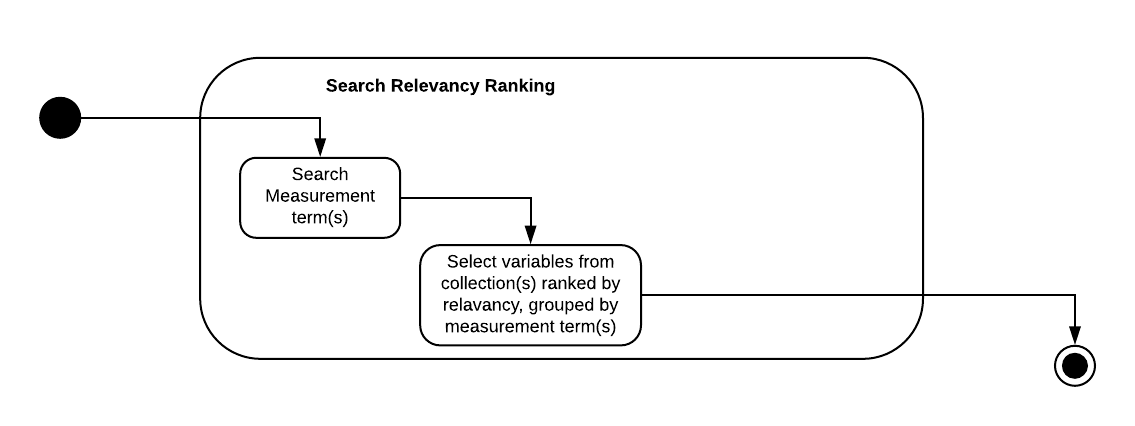 Search Relevancy Ranking
Search
Measurement
term(s)
Select variables from
collection(s) ranked by
relavancy, grouped by
measurement term(s)